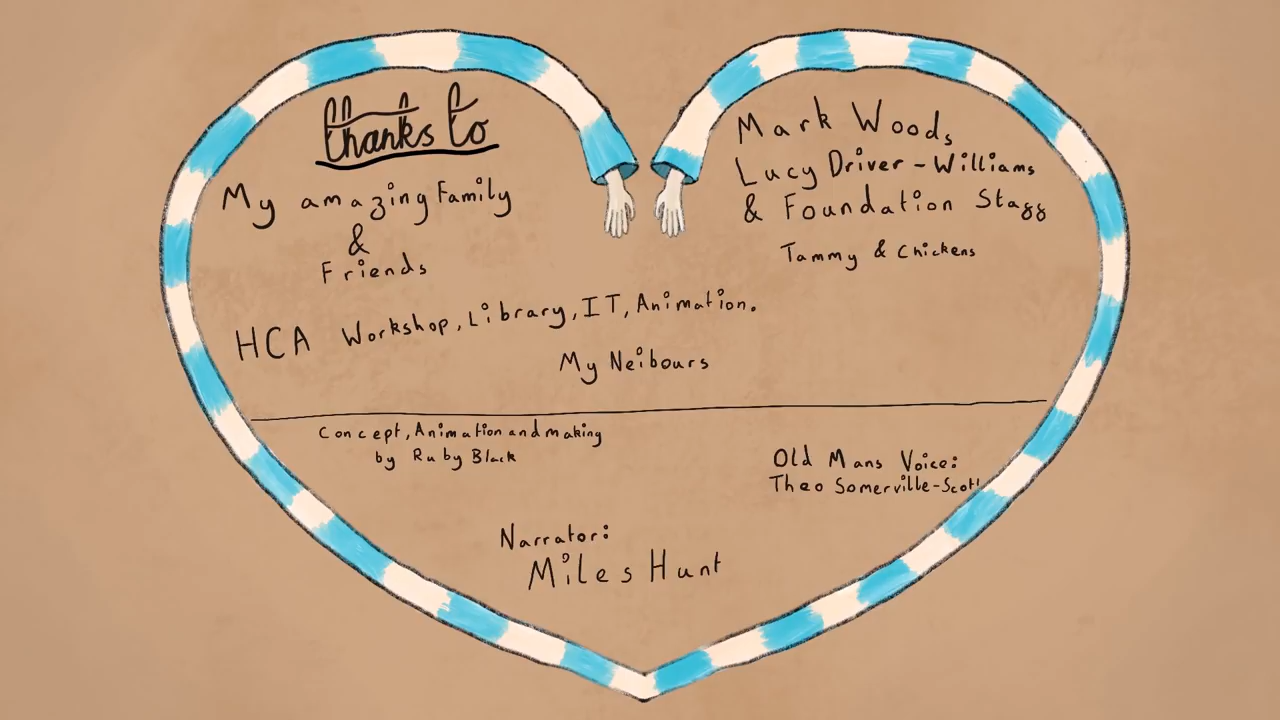 thanks to
My amazing Family
&
Friends
Mark Woods
Lucy Driver - Williams
& Foundation Stagg
Tammy & Chickens
HCA Workshop, Library, IT, Animation.
My Neibours
Concept, Animation and making
by Ruby Black
Old Mans Voice:
Theo Somerville-Scott
Narrator:
Miles Hunt